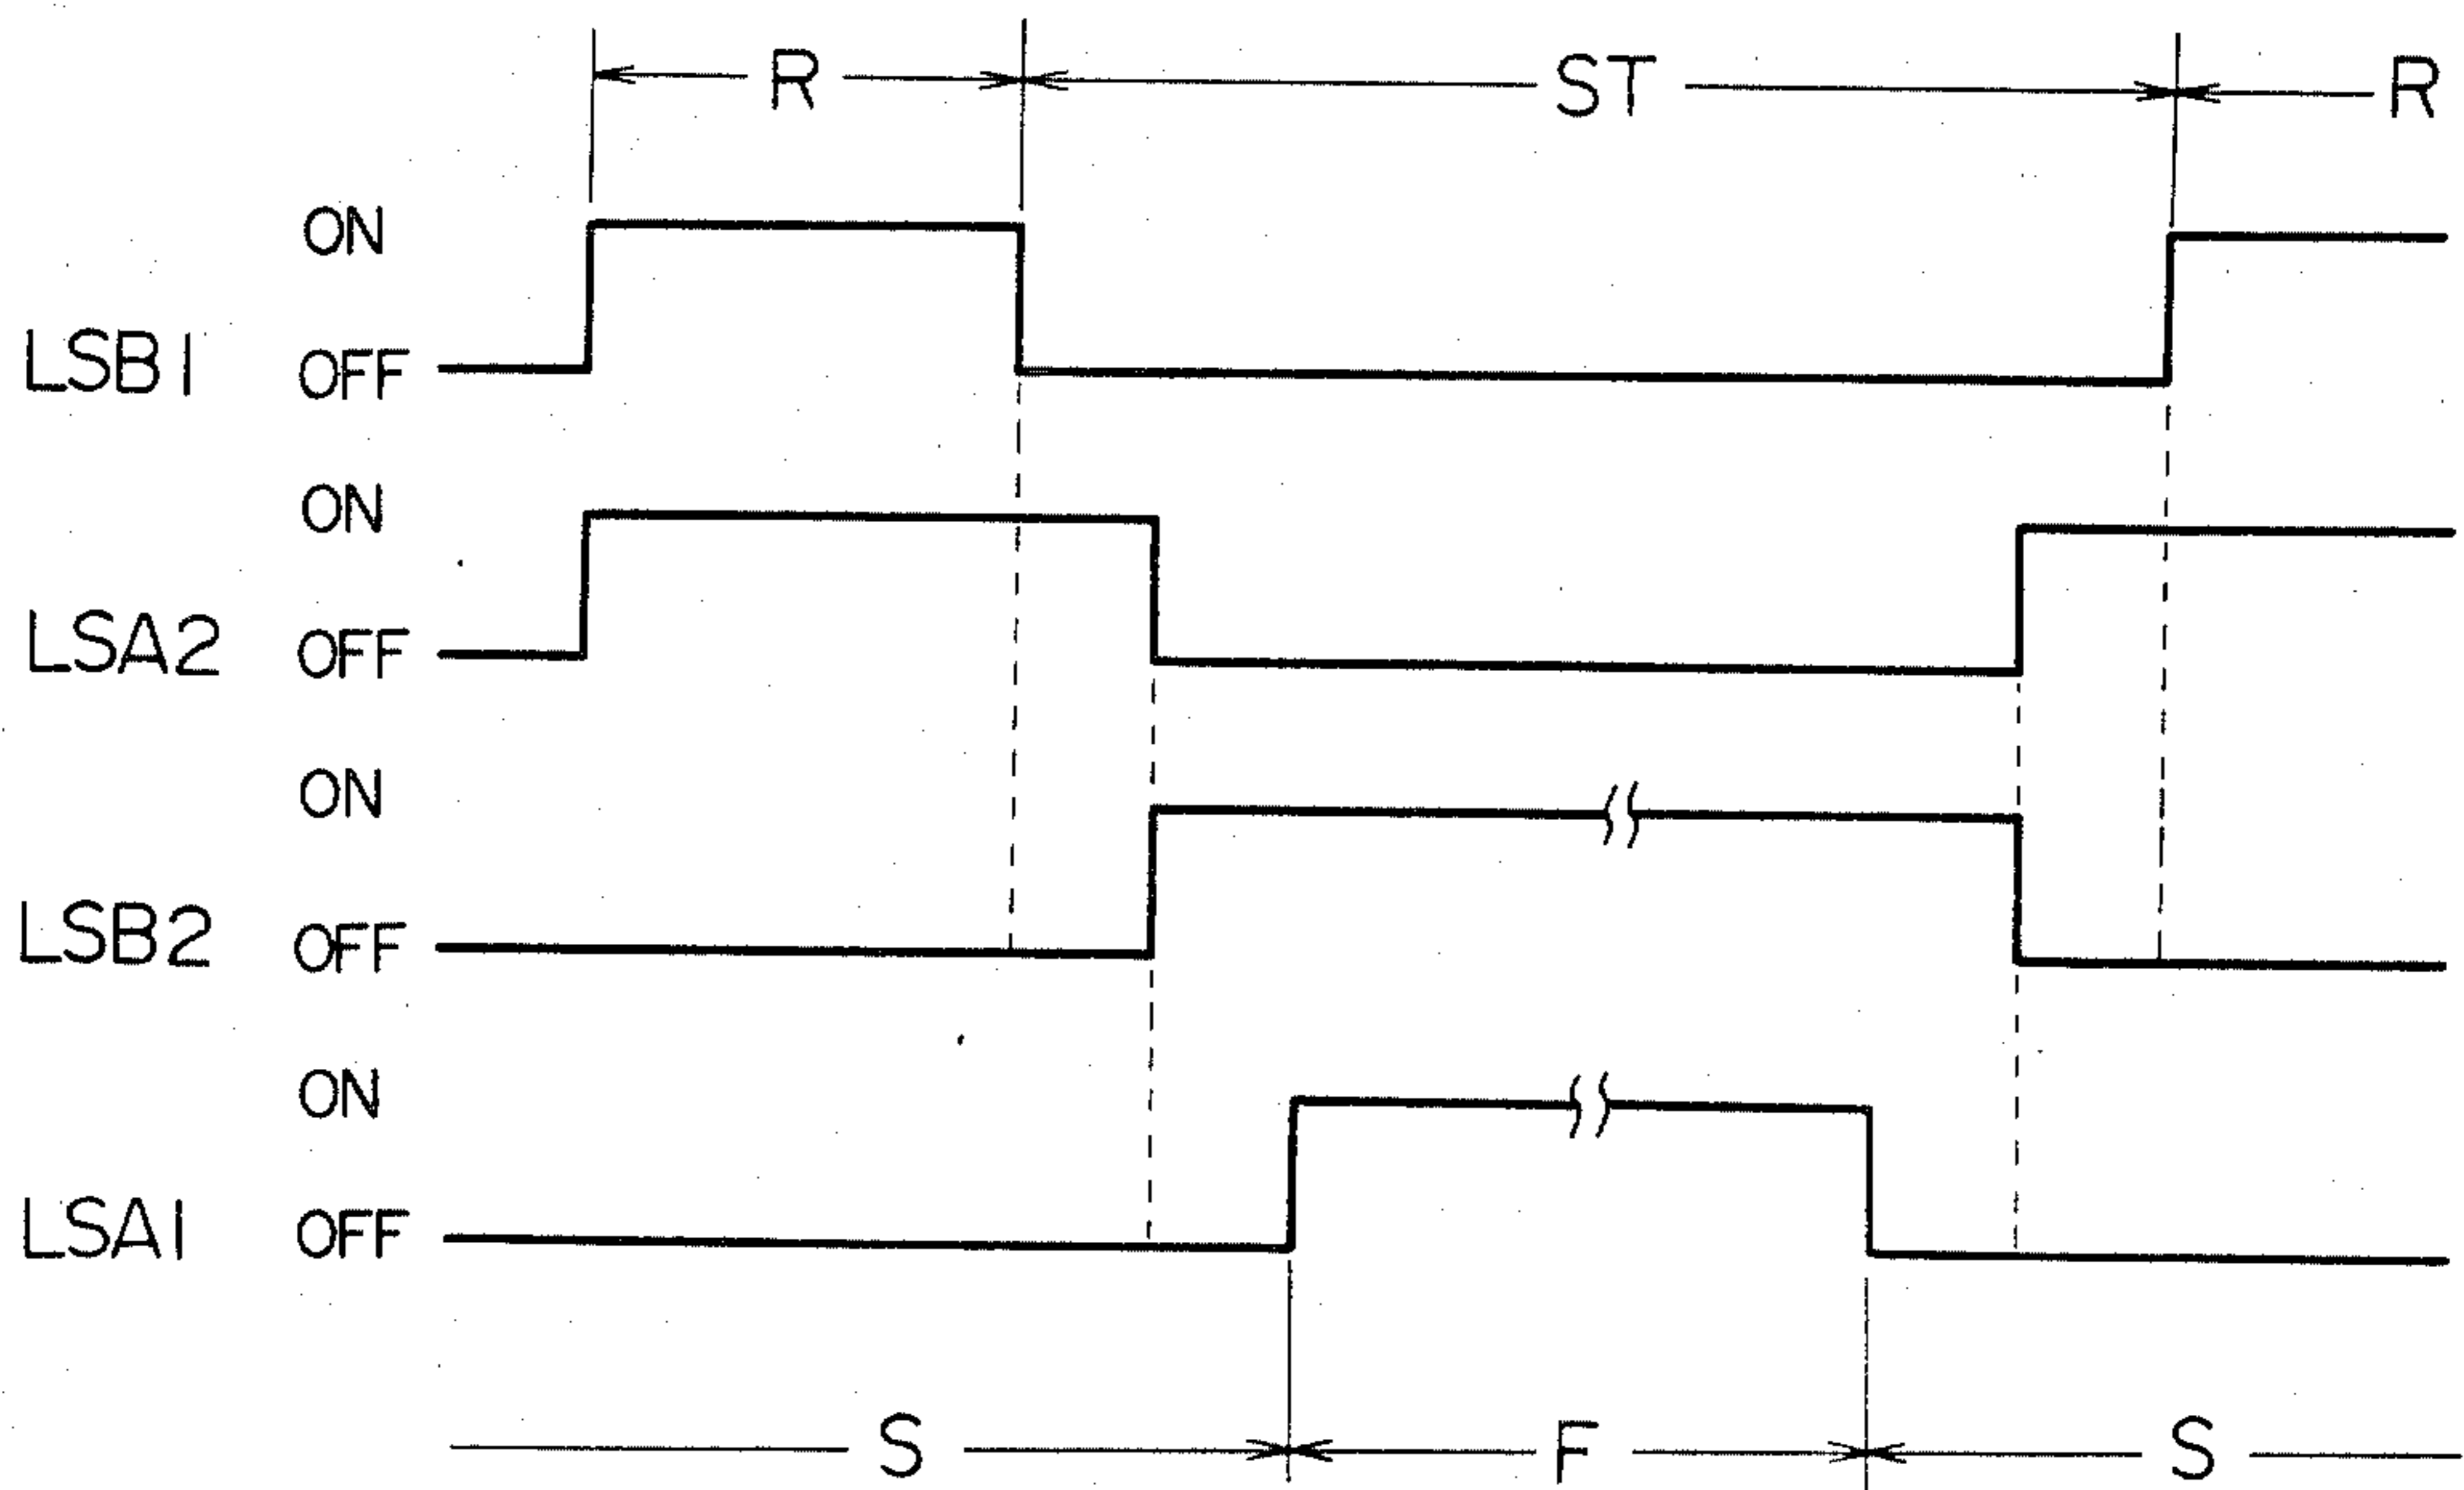 R ST R
ON
LSB1 OFF
ON
LSA2 OFF
ON
LSB2 OFF
ON
LSA1 OFF
S F S